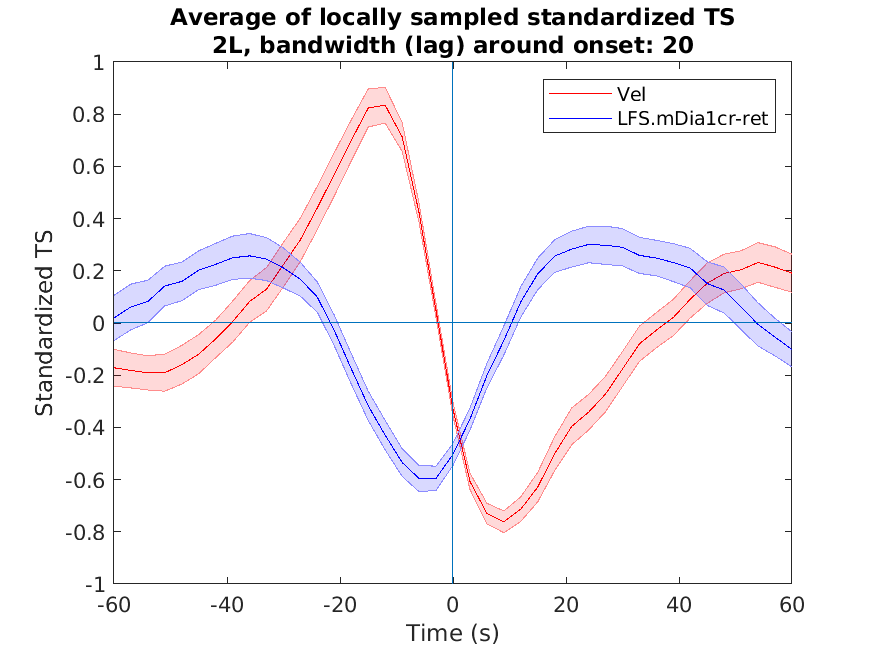 Average of locally sampled standardized TS
2L, bandwidth (lag) around onset: 20
1
0.8
0.6
0.4
0.2
0
-0.2
-0.4
-0.6
-0.8
-1
Standardized TS
Vel
LFS.mDia1cr-ret
-60 -40 -20 0 20 40 60
Time (s)